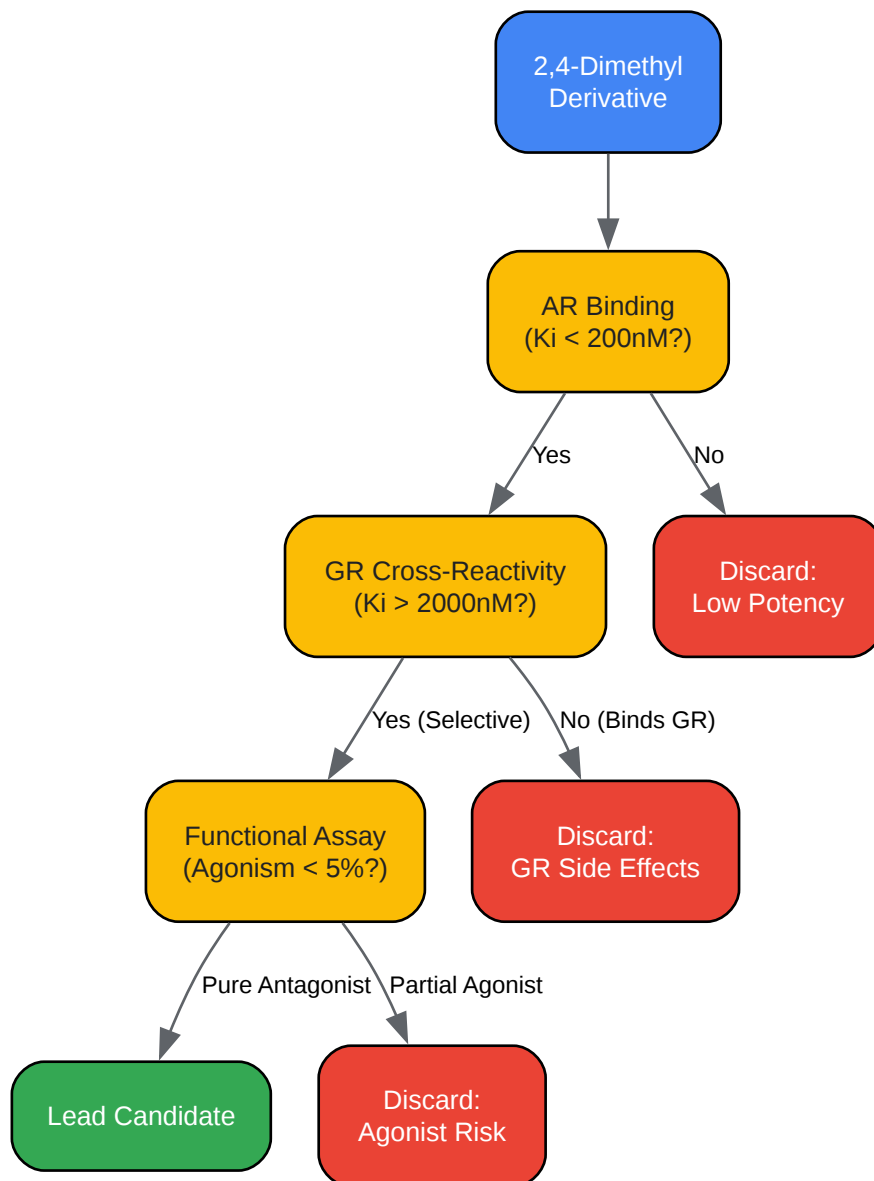 2,4-Dimethyl
Derivative
AR Binding
(Ki < 200nM?)
Yes
No
GR Cross-Reactivity
(Ki > 2000nM?)
Discard:
Low Potency
Yes (Selective)
No (Binds GR)
Functional Assay
(Agonism < 5%?)
Discard:
GR Side Effects
Pure Antagonist
Partial Agonist
Lead Candidate
Discard:
Agonist Risk